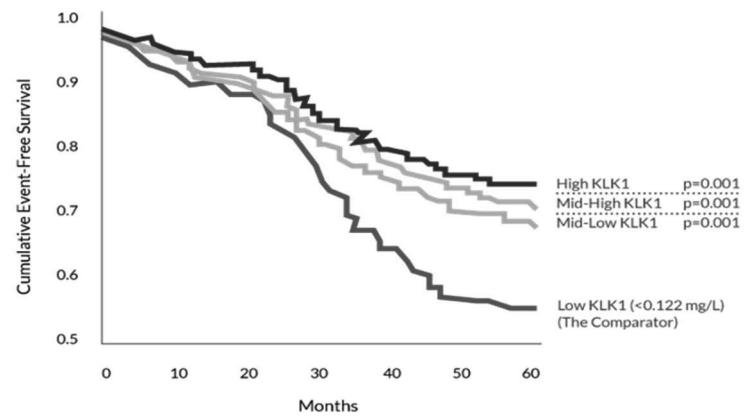 1.0
0.9
0.8
0.7
0.6
0.5
Cumulative Event-Free Survival
0 10 20 30 40 50 60
Months
High KLK1 p=0.001
Mid-High KLK1 p=0.001
Mid-Low KLK1 p=0.001
Low KLK1 (<0.122 mg/L)
(The Comparator)